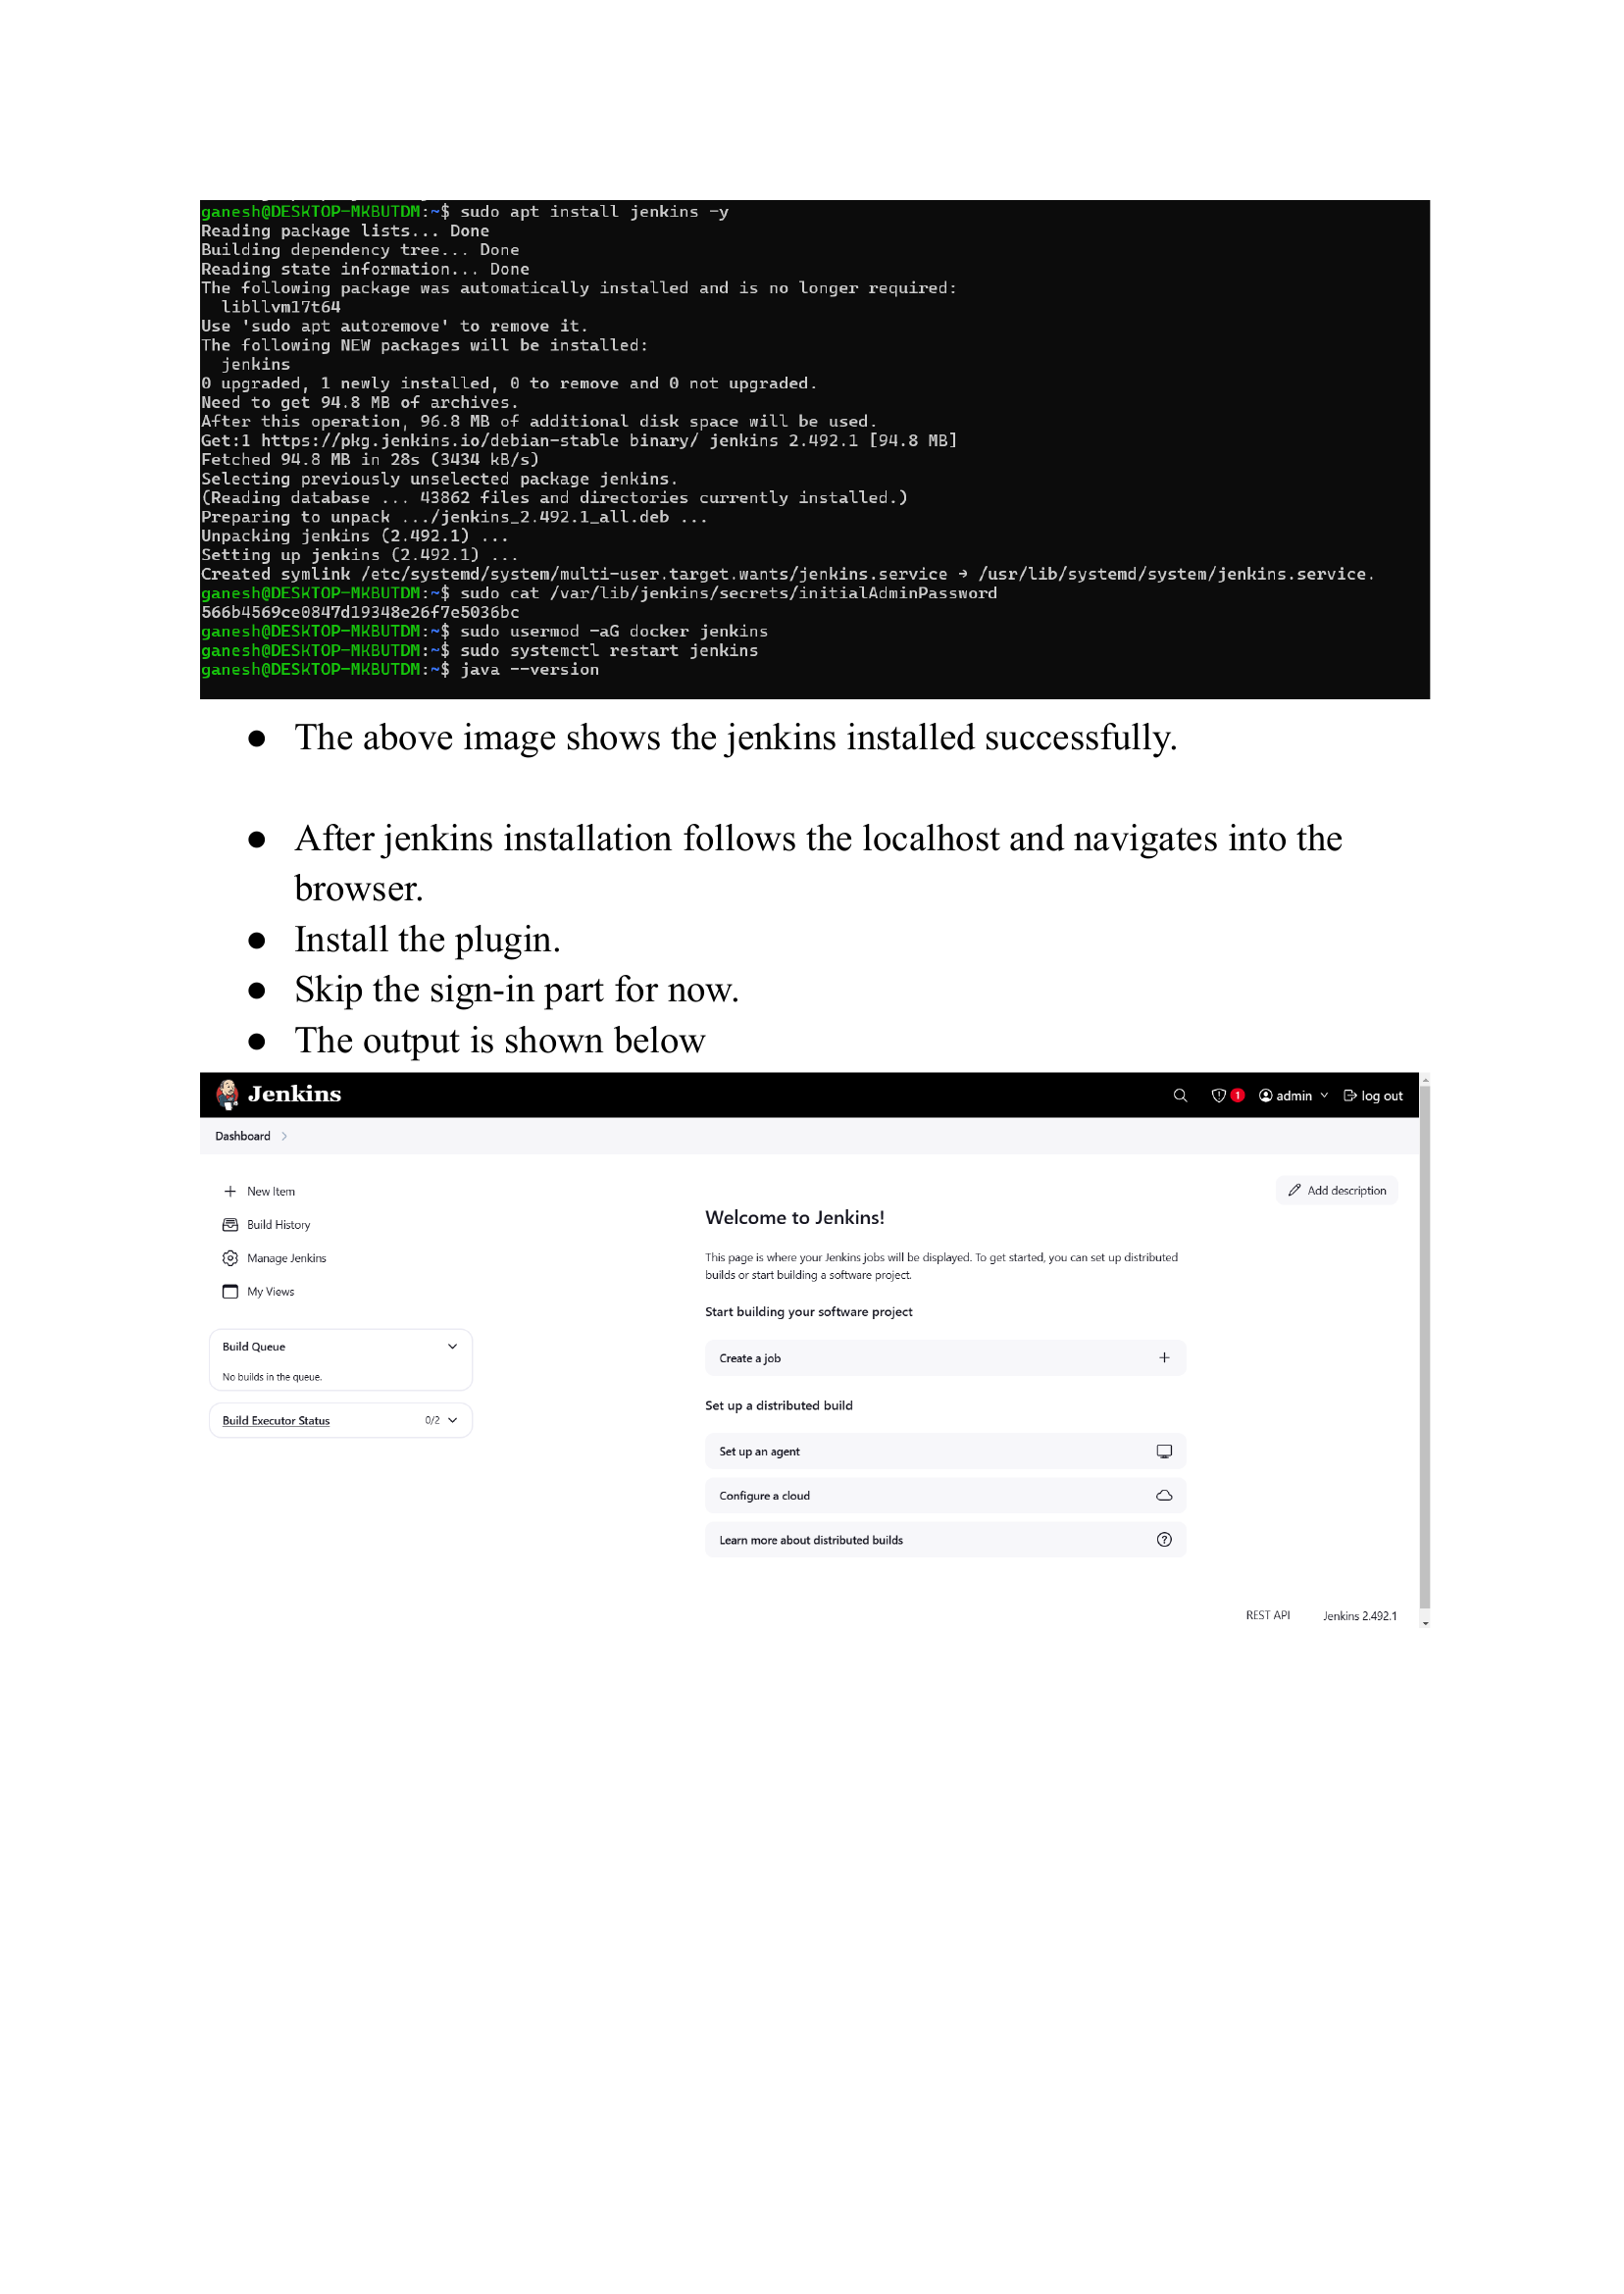 ganesh@DESKTOP-MKBUTDM:~$ sudo apt install jenkins -y
Reading package lists... Done
Building dependency tree... Done
Reading state information... Done
The following package was automatically installed and is no longer required:
  libllvm17t64
Use 'sudo apt autoremove' to remove it.
The following NEW packages will be installed:
  jenkins
0 upgraded, 1 newly installed, 0 to remove and 0 not upgraded.
Need to get 94.8 MB of archives.
After this operation, 96.8 MB of additional disk space will be used.
Get:1 https://pkg.jenkins.io/debian-stable binary/ jenkins 2.492.1 [94.8 MB]
Fetched 94.8 MB in 28s (3434 kB/s)
Selecting previously unselected package jenkins.
(Reading database ... 43862 files and directories currently installed.)
Preparing to unpack .../jenkins_2.492.1_all.deb ...
Unpacking jenkins (2.492.1) ...
Setting up jenkins (2.492.1) ...
Created symlink /etc/systemd/system/multi-user.target.wants/jenkins.service → /usr/lib/systemd/system/jenkins.service.
ganesh@DESKTOP-MKBUTDM:~$ sudo cat /var/lib/jenkins/secrets/initialAdminPassword
566b4569ce0847d19348e26f7e5036bc
ganesh@DESKTOP-MKBUTDM:~$ sudo usermod -aG docker jenkins
ganesh@DESKTOP-MKBUTDM:~$ sudo systemctl restart jenkins
ganesh@DESKTOP-MKBUTDM:~$ java --version
● The above image shows the jenkins installed successfully.
● After jenkins installation follows the localhost and navigates into the
browser.
● Install the plugin.
● Skip the sign-in part for now.
● The output is shown below
Jenkins
1 admin log out
Dashboard
New Item
Build History
Manage Jenkins
My Views
Build Queue
No builds in the queue.
Build Executor Status 0/2
Add description
Welcome to Jenkins!
This page is where your Jenkins jobs will be displayed. To get started, you can set up distributed
builds or start building a software project.
Start building your software project
Create a job
Set up a distributed build
Set up an agent
Configure a cloud
Learn more about distributed builds
REST API Jenkins 2.492.1